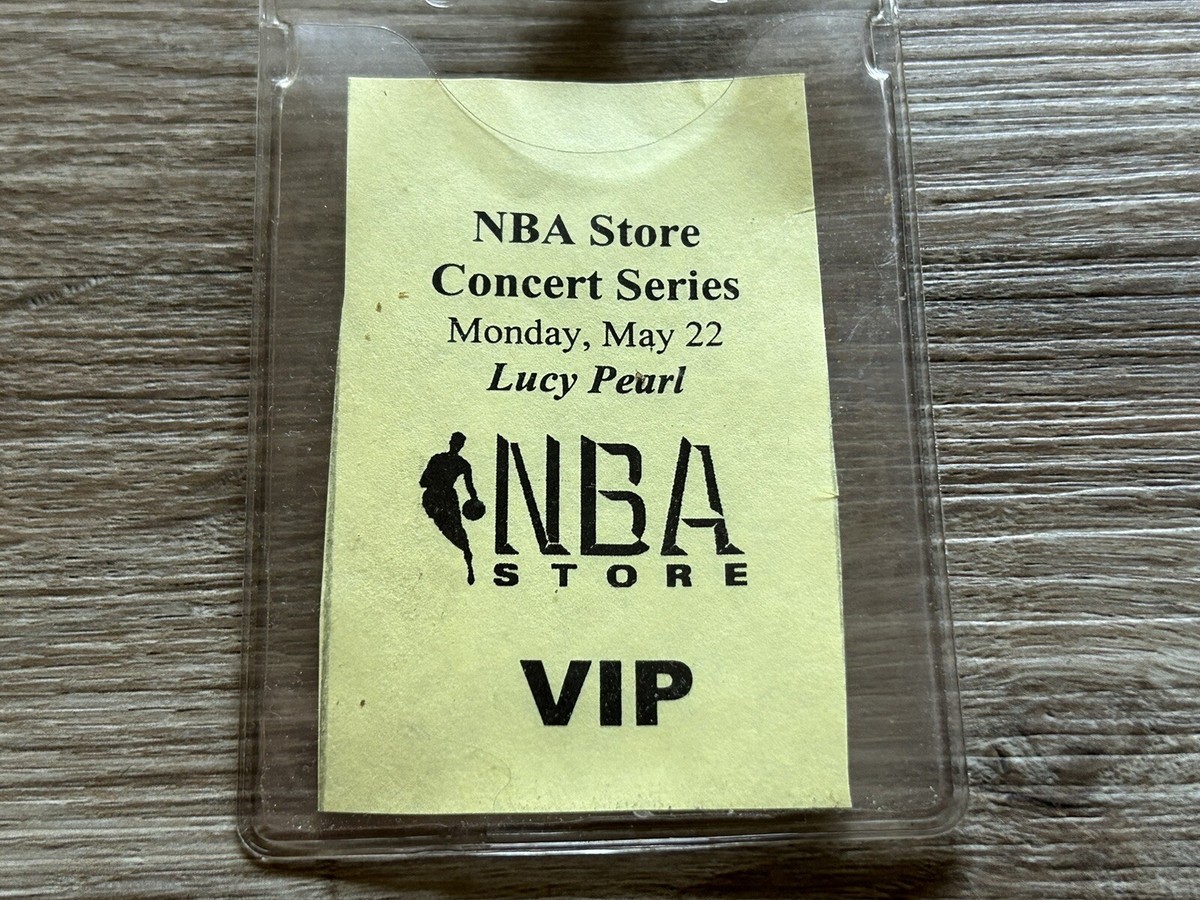 NBA Store
Concert Series
Monday, May 22
Lucy Pearl
NBA
STORE
VIP